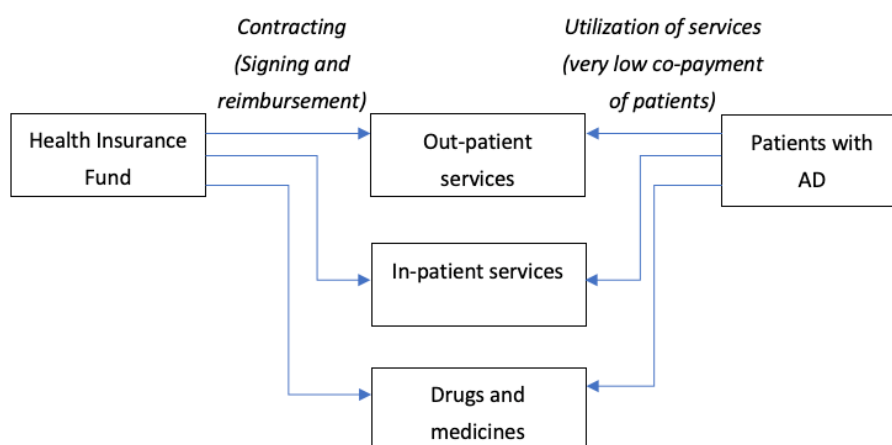 Contracting
(Signing and
reimbursement)
Utilization of services
(very low co-payment
of patients)
Health Insurance
Fund
Out-patient
services
Patients with
AD
In-patient services
Drugs and
medicines